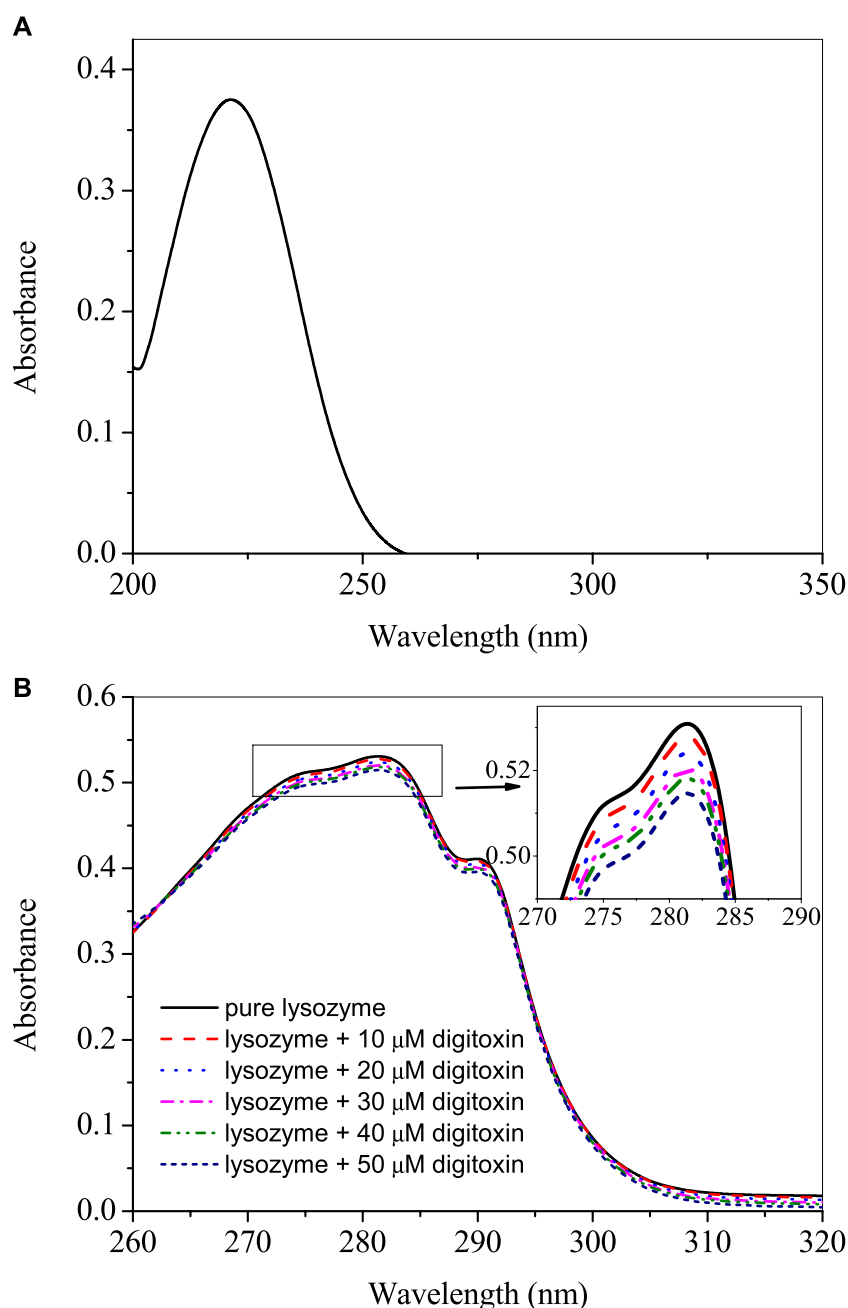 A
0.4
0.3
0.2
0.1
0.0
Absorbance
200 250 300 350
Wavelength (nm)
B
0.6
0.5
0.4
0.3
0.2
0.1
0.0
Absorbance
0.52
0.50
270 275 280 285 290
pure lysozyme
lysozyme + 10 μM digitoxin
lysozyme + 20 μM digitoxin
lysozyme + 30 μM digitoxin
lysozyme + 40 μM digitoxin
lysozyme + 50 μM digitoxin
260 270 280 290 300 310 320
Wavelength (nm)